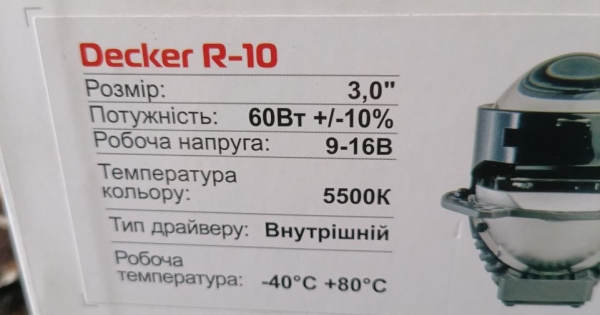 Decker R-10
Розмір: 3,0"
Потужність: 60Вт +/-10%
Робоча напруга: 9-16В
Температура
кольору: 5500К
Тип драйверу: Внутрішній
Робоча
температура: -40°C +80°C